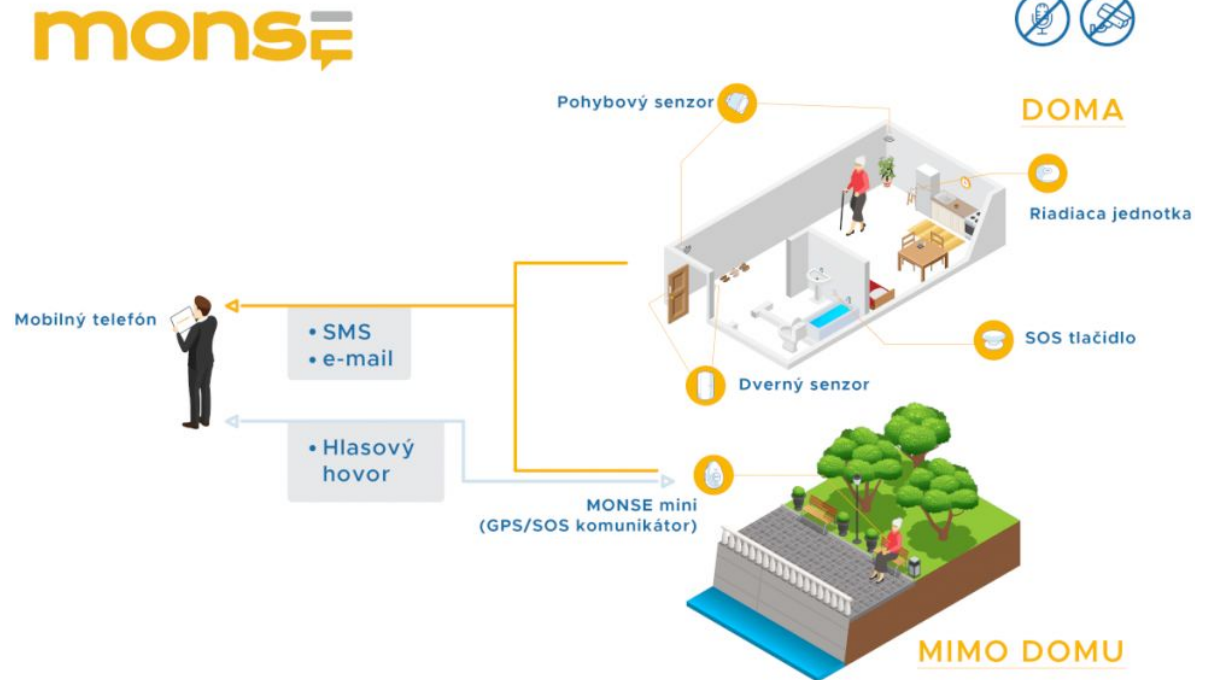 monse
Pohybový senzor
DOMA
Riadiaca jednotka
Mobilný telefón
• SMS
• e-mail
SOS tlačidlo
Dverný senzor
• Hlasový
hovor
MONSE mini
(GPS/SOS komunikátor)
MIMO DOMU